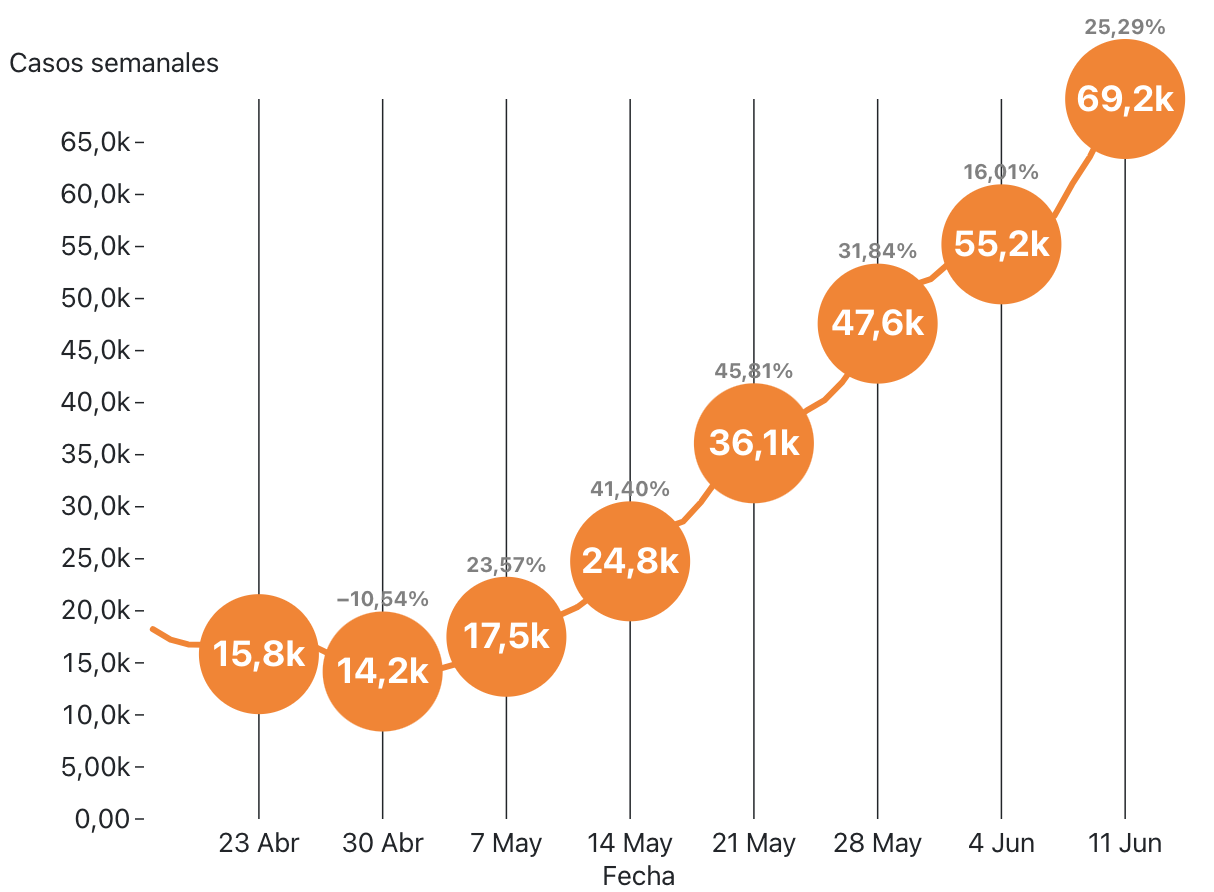 25,29%
Casos semanales
69,2k
65,0k
16,01%
60,0k
55,0k
55,2k
31,84%
50,0k
47,6k
45,0k
45,81%
40,0k
36,1k
35,0k
41,40%
30,0k
25,0k
24,8k
23,57%
20,0k
−10,54%
17,5k
15,8k
14,2k
15,0k
10,0k
5,00k
0,00
23 Abr 30 Abr 7 May 14 May 21 May 28 May 4 Jun 11 Jun
Fecha